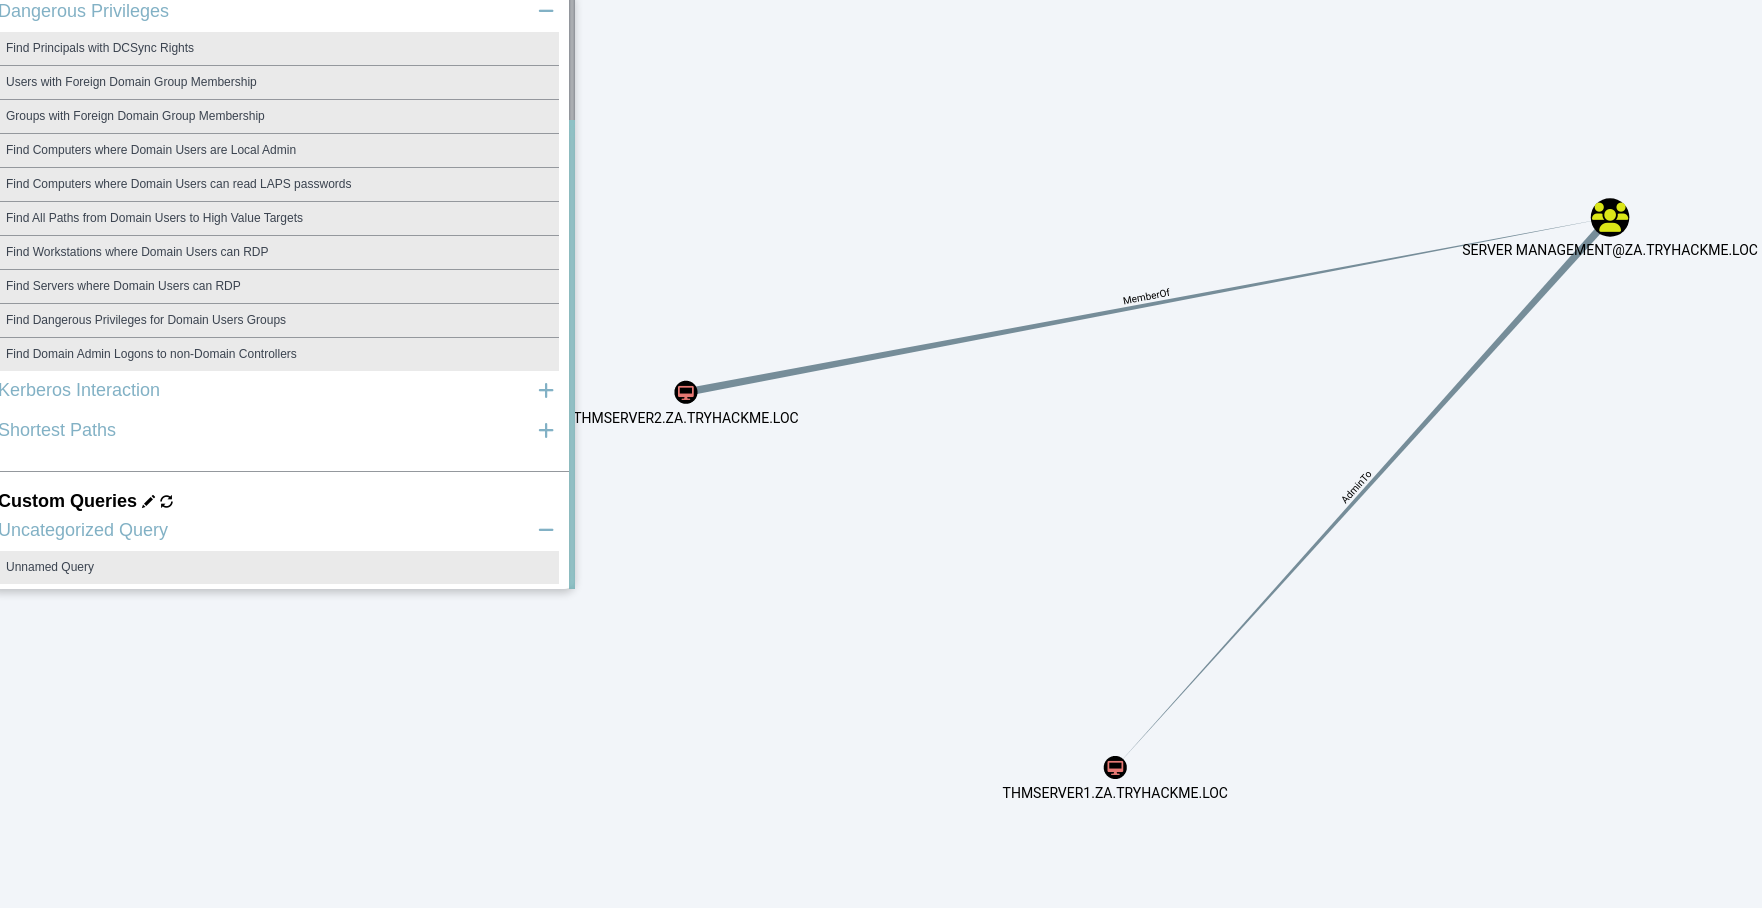 Dangerous Privileges
Find Principals with DCSync Rights
Users with Foreign Domain Group Membership
Groups with Foreign Domain Group Membership
Find Computers where Domain Users are Local Admin
Find Computers where Domain Users can read LAPS passwords
Find All Paths from Domain Users to High Value Targets
Find Workstations where Domain Users can RDP
Find Servers where Domain Users can RDP
Find Dangerous Privileges for Domain Users Groups
Find Domain Admin Logons to non-Domain Controllers
Kerberos Interaction
Shortest Paths
Custom Queries
Uncategorized Query
Unnamed Query
SERVER MANAGEMENT@ZA.TRYHACKME.LOC
MemberOf
THMSERVER2.ZA.TRYHACKME.LOC
AdminTo
THMSERVER1.ZA.TRYHACKME.LOC